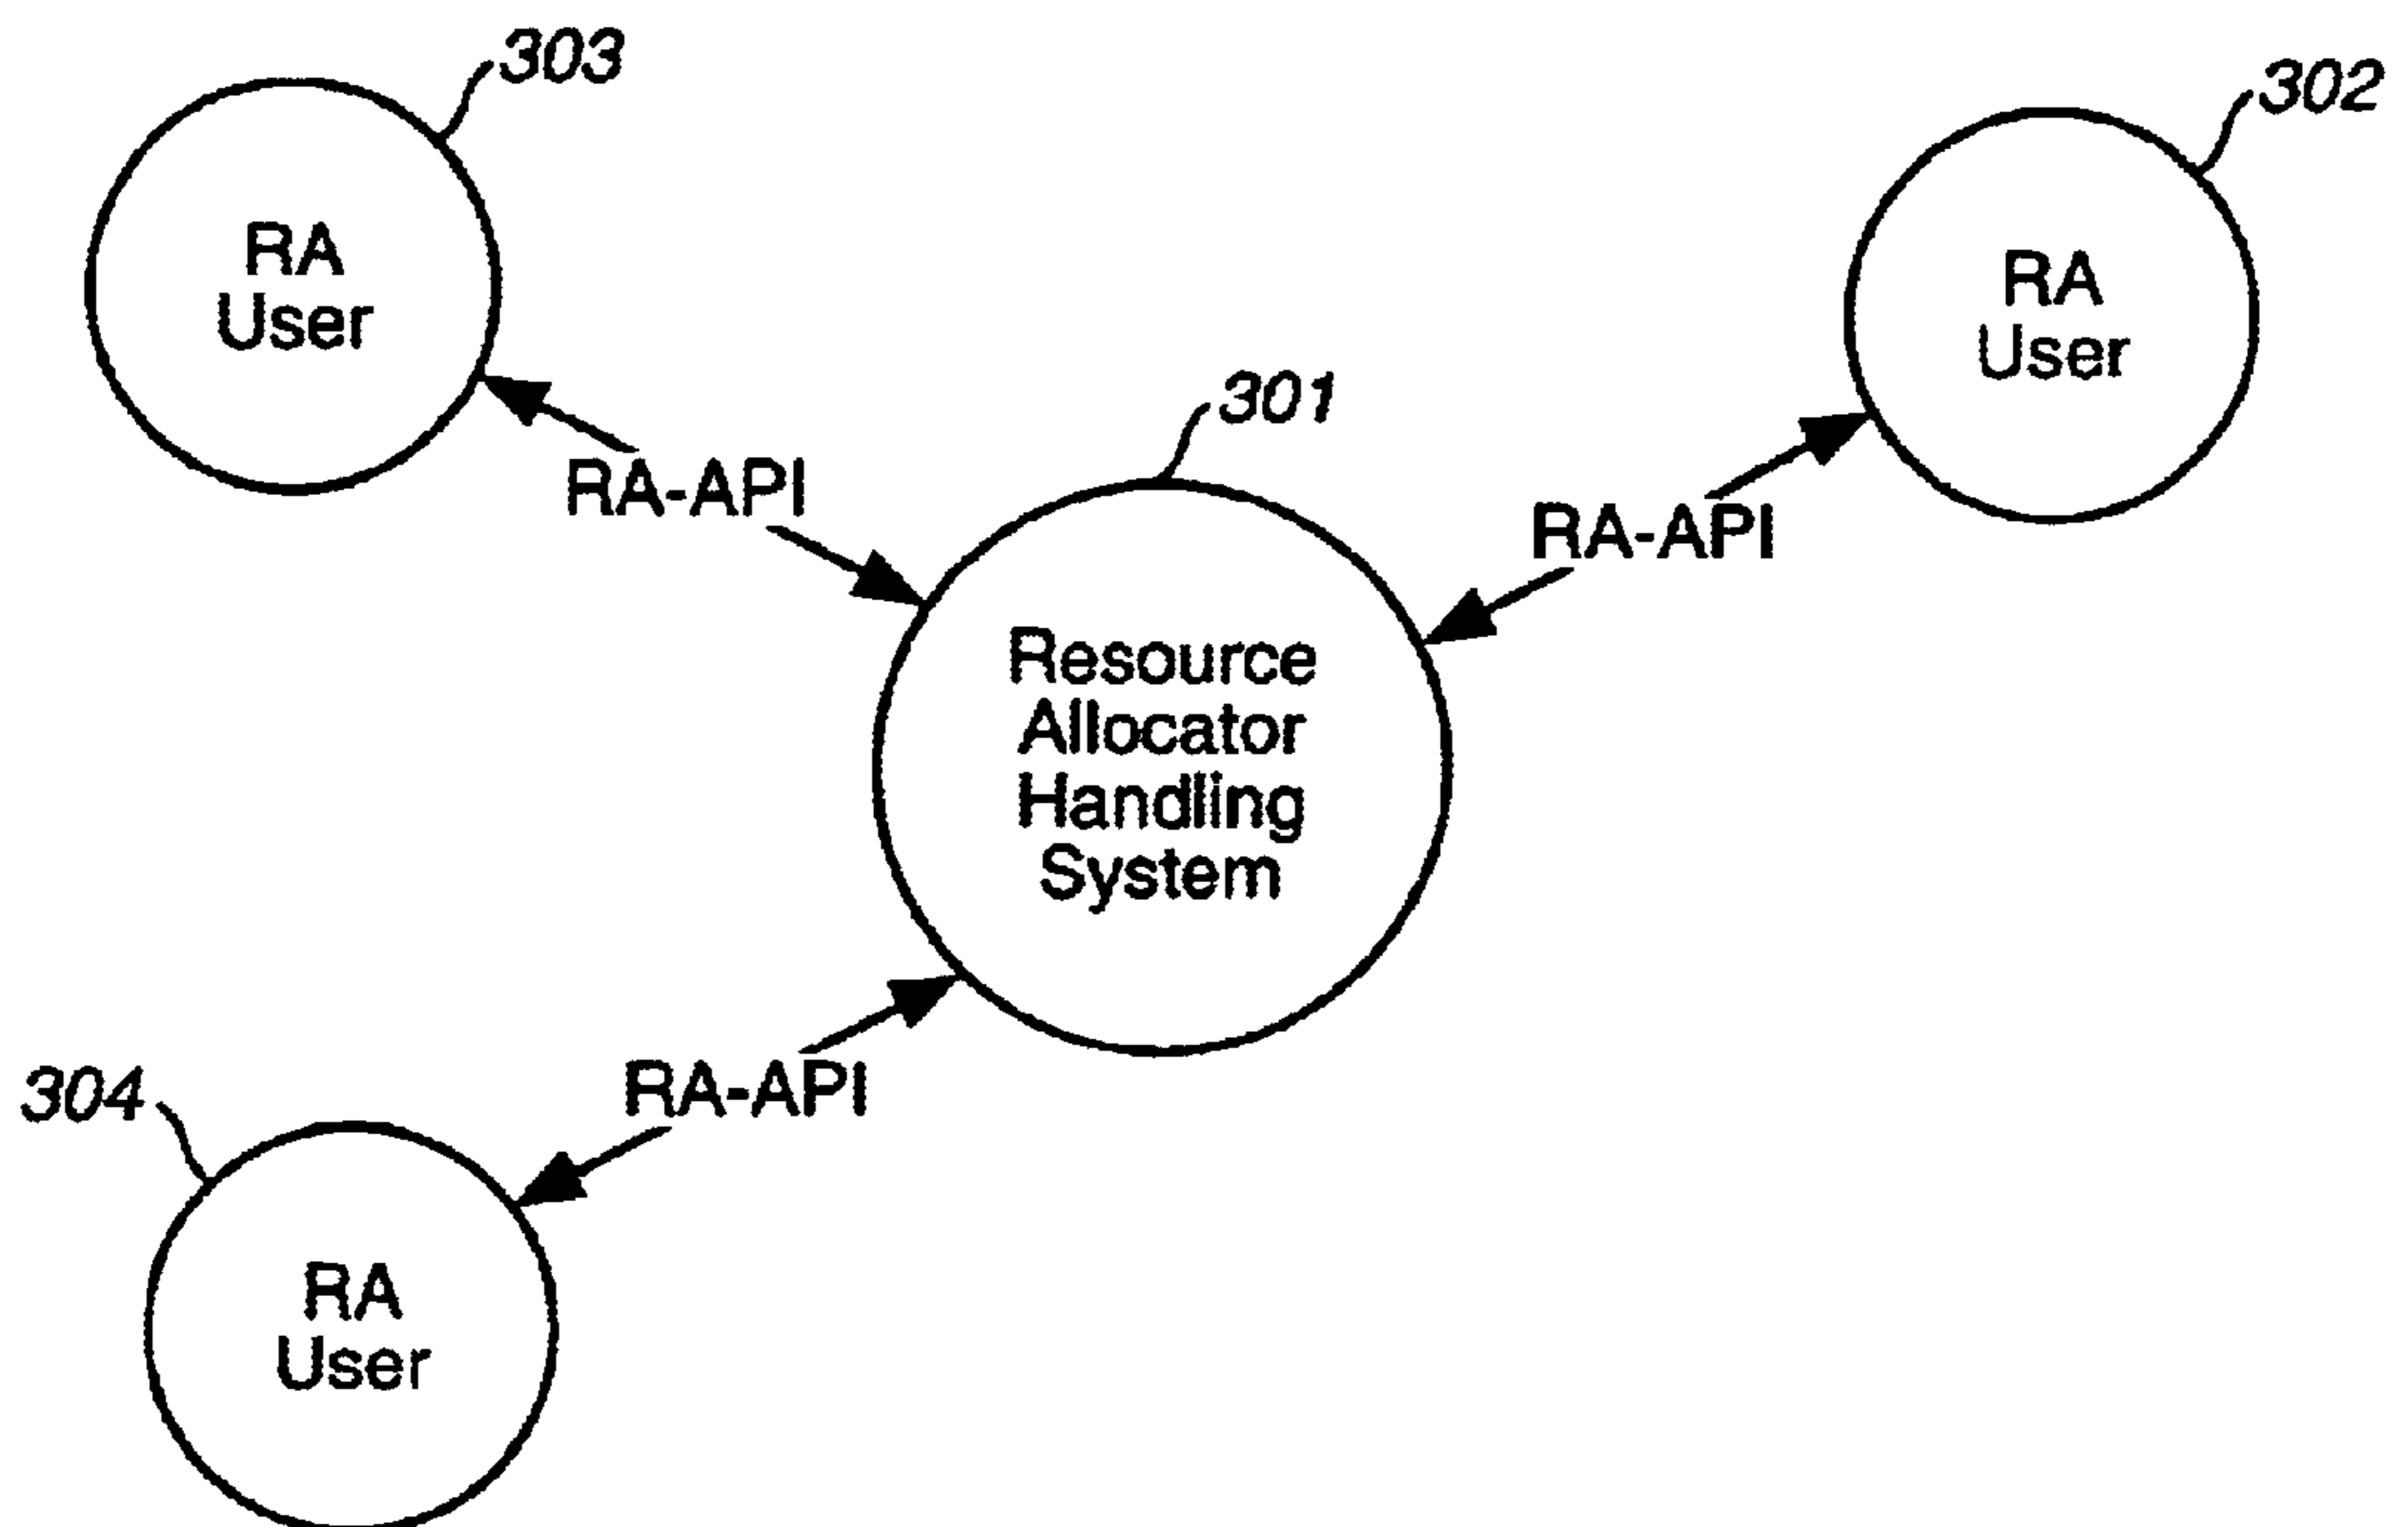 303
302
RA
User
RA
User
301
RA-API
RA-API
Resource
Allocator
Handling
System
304
RA-API
RA
User